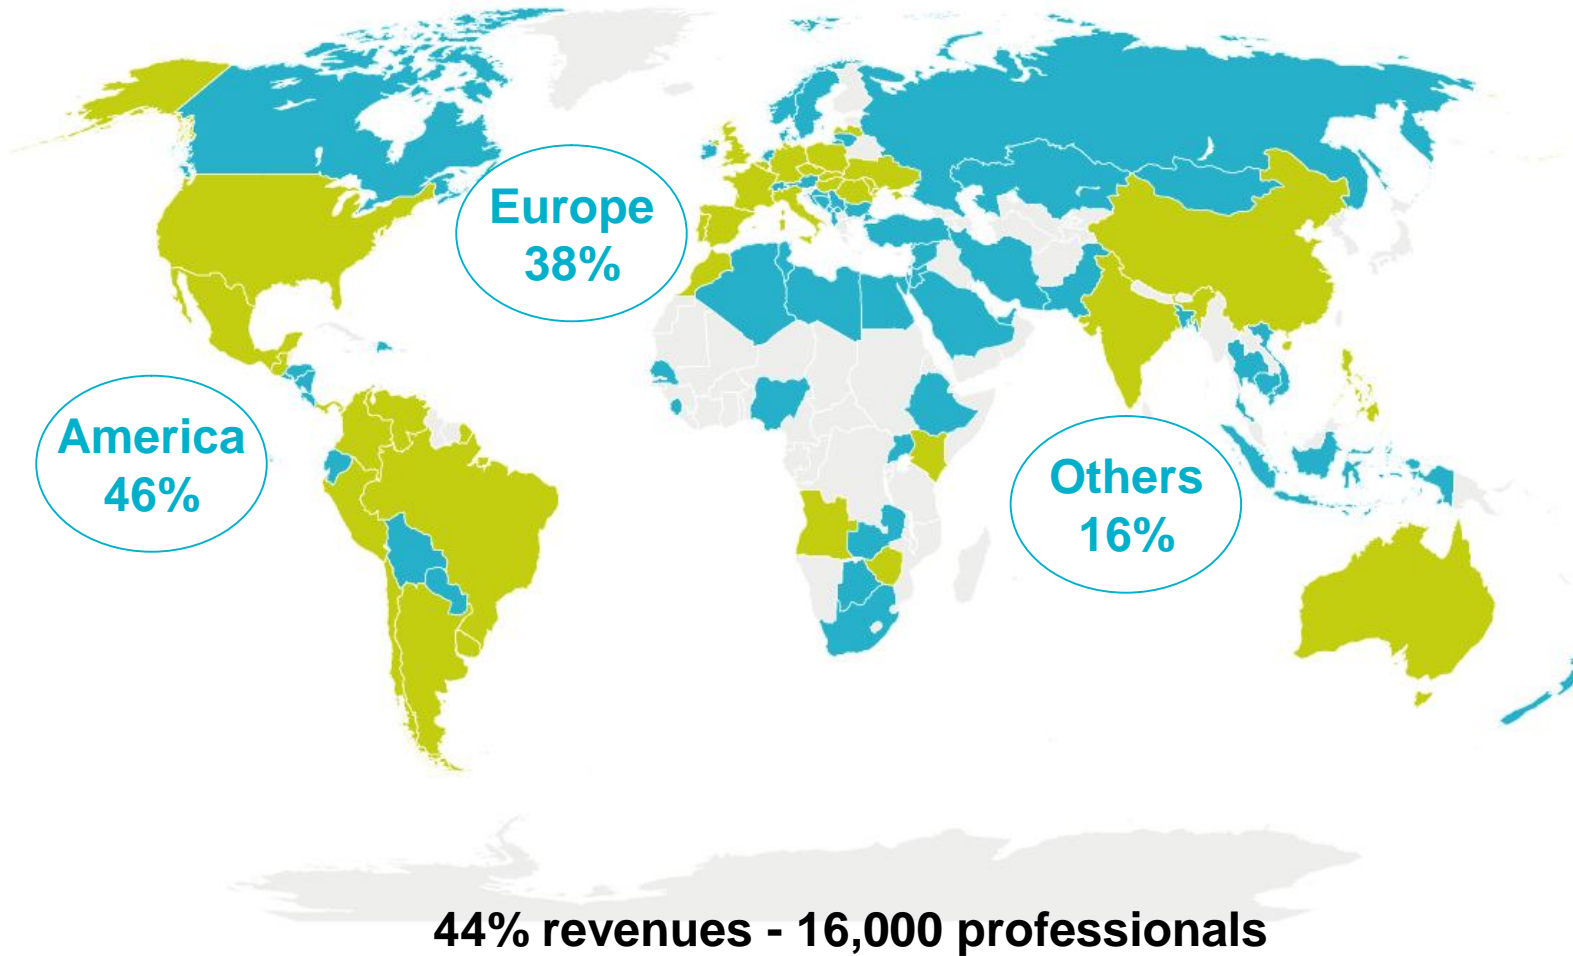 Europe
38%
America
46%
Others
16%
44% revenues - 16,000 professionals